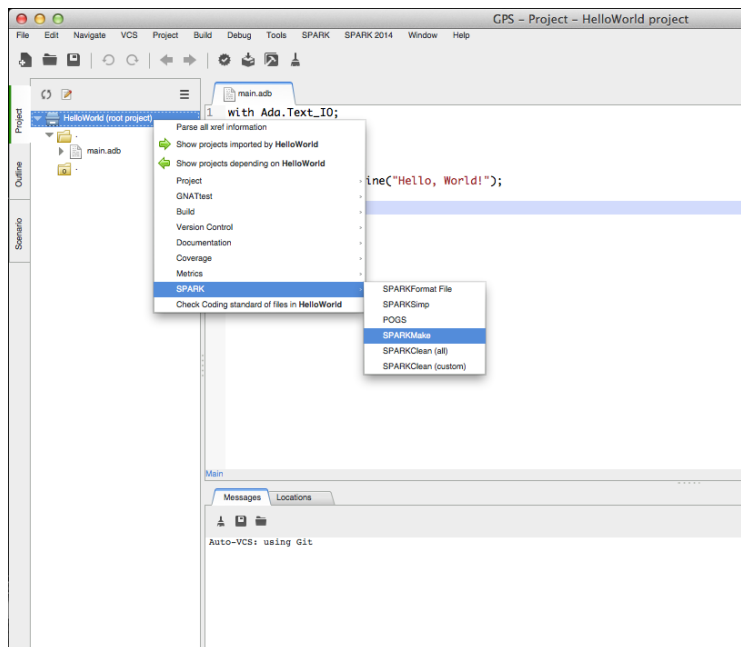 GPS - Project - HelloWorld project
File Edit Navigate VCS Project Build Debug Tools SPARK SPARK 2014 Window Help
main.adb
Project
Outline
Scenario
HelloWorld (root project)
.
main.adb
.
1 with Ada.Text_IO;
ine("Hello, World!");
Parse all xref information
Show projects imported by HelloWorld
Show projects depending on HelloWorld
Project
GNATtest
Build
Version Control
Documentation
Coverage
Metrics
SPARK
Check Coding standard of files in HelloWorld
SPARKFormat File
SPARKSimp
POGS
SPARKMake
SPARKClean (all)
SPARKClean (custom)
Main
Messages Locations
Auto-VCS: using Git